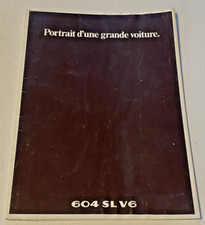 Portrait d'une grande voiture.
604 SL V6